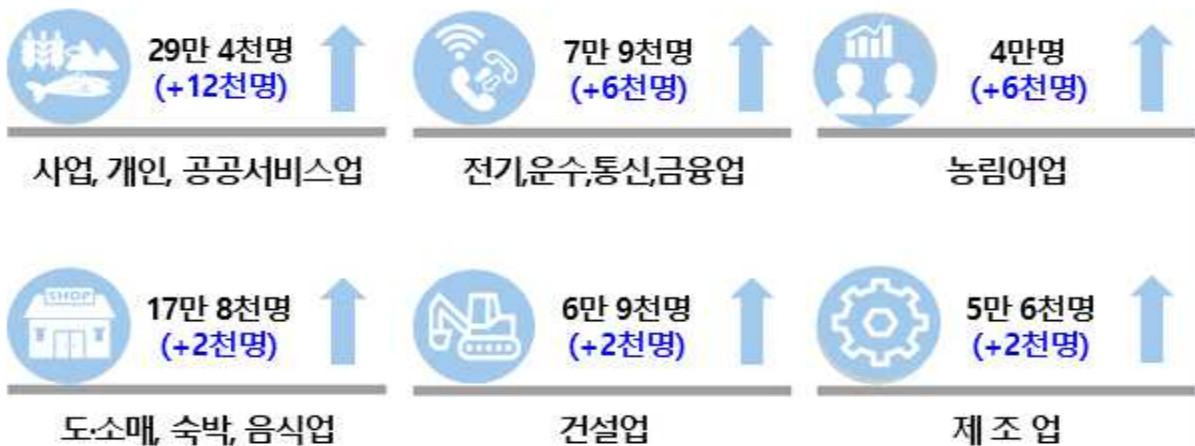 29만 4천명
(+12천명)
사업, 개인, 공공서비스업
7만 9천명
(+6천명)
전기,운수,통신,금융업
4만명
(+6천명)
농림어업
SHOP
17만 8천명
(+2천명)
도·소매, 숙박, 음식업
6만 9천명
(+2천명)
건설업
5만 6천명
(+2천명)
제 조 업